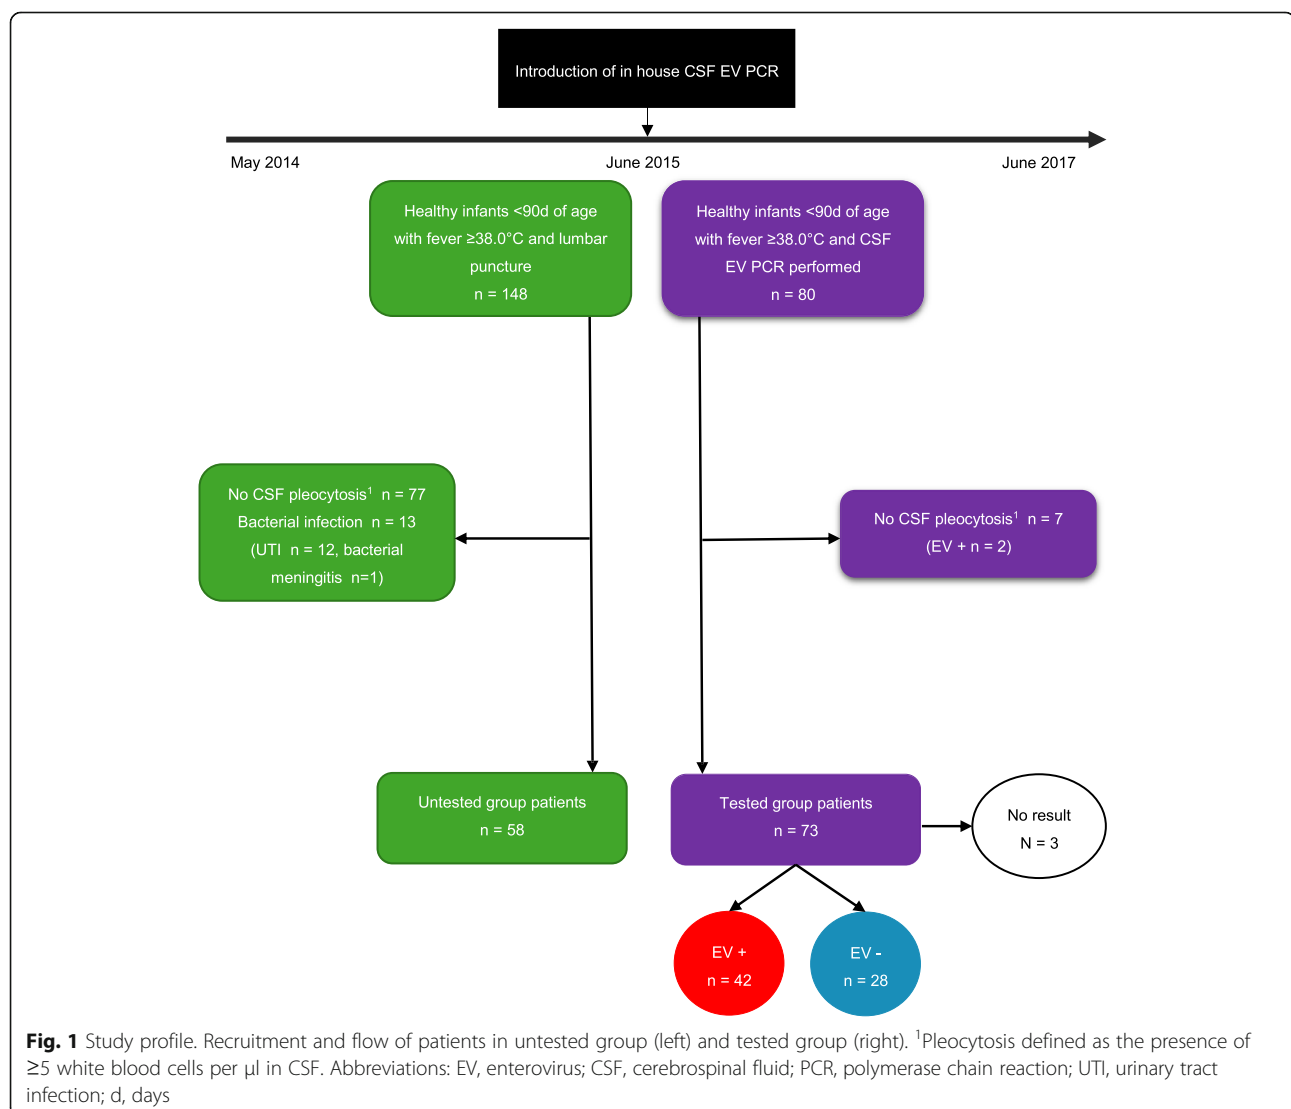 Introduction of in house CSF EV PCR
May 2014
June 2015
June 2017
Healthy infants <90d of age
with fever ≥38.0°C and lumbar
puncture
n = 148
Healthy infants <90d of age
with fever ≥38.0°C and CSF
EV PCR performed
n = 80
No CSF pleocytosis¹ n = 77
Bacterial infection n = 13
(UTI n = 12, bacterial
meningitis n=1)
No CSF pleocytosis¹ n = 7
(EV + n = 2)
Untested group patients
n = 58
Tested group patients
n = 73
No result
N = 3
EV +
n = 42
EV -
n = 28
Fig. 1 Study profile. Recruitment and flow of patients in untested group (left) and tested group (right). ¹Pleocytosis defined as the presence of
≥5 white blood cells per µl in CSF. Abbreviations: EV, enterovirus; CSF, cerebrospinal fluid; PCR, polymerase chain reaction; UTI, urinary tract
infection; d, days